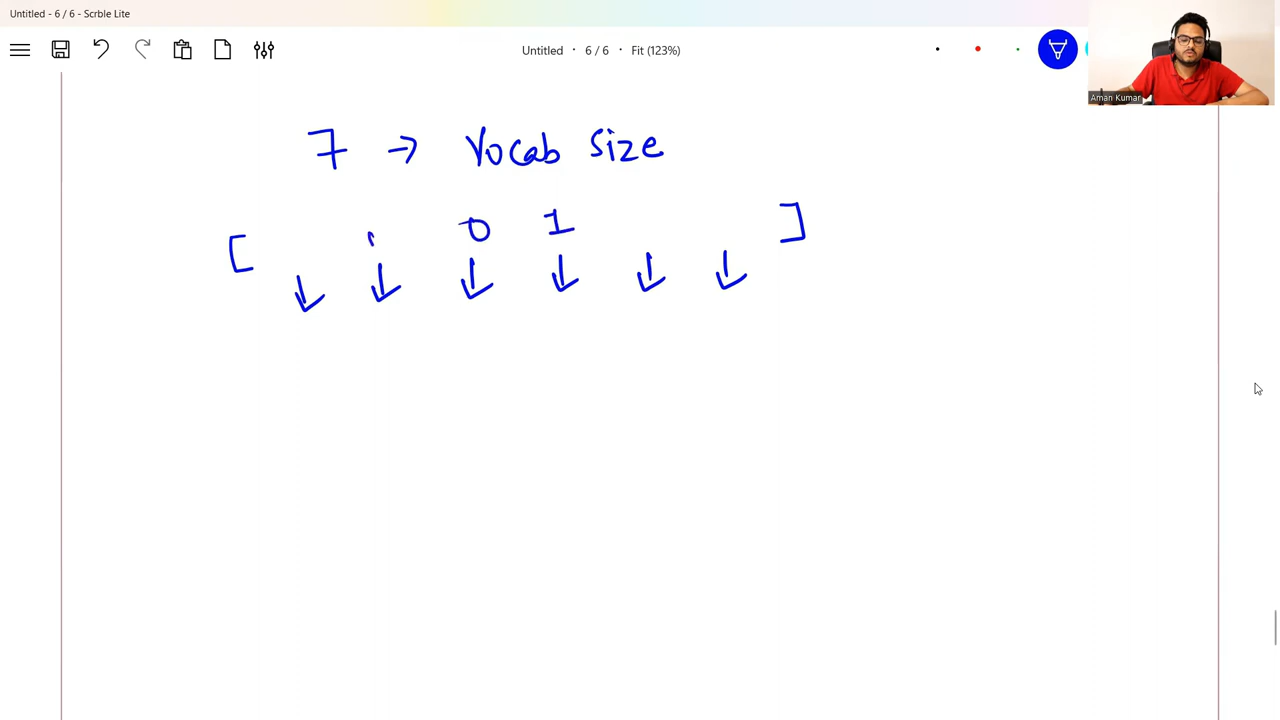 Untitled - 6 / 6 - Scrble Lite
Untitled · 6 / 6 · Fit (123%)
Aman Kumar
7 → Vocab Size
[ 0 1 ]
↓ ↓ ↓ ↓ ↓ ↓